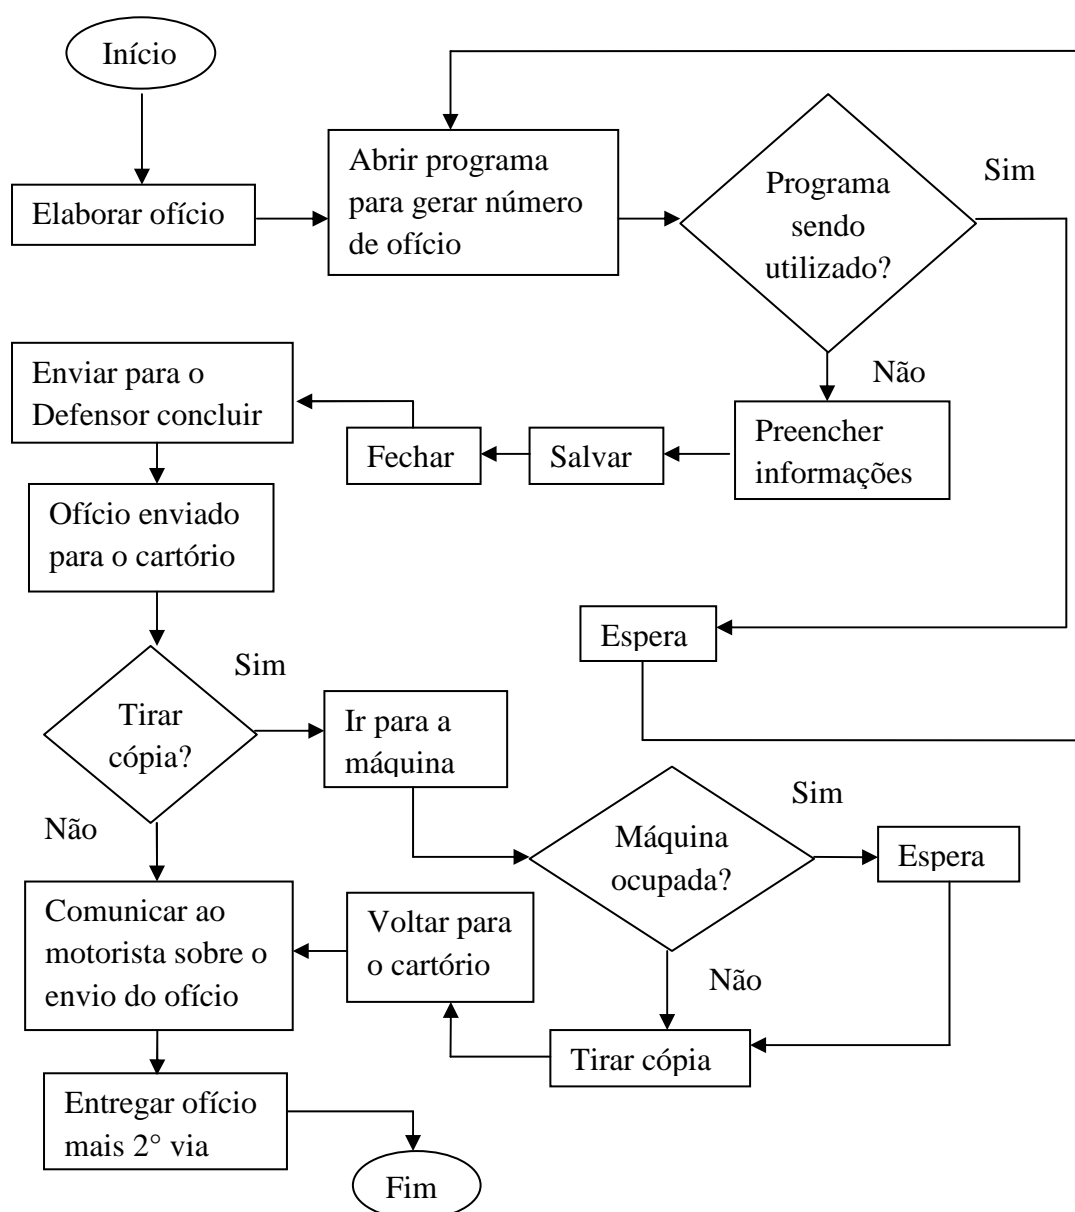 Início
Elaborar ofício
Abrir programa
para gerar número
de ofício
Programa
sendo
utilizado?
Sim
Não
Preencher
informações
Salvar
Fechar
Enviar para o
Defensor concluir
Ofício enviado
para o cartório
Espera
Tirar
cópia?
Sim
Não
Ir para a
máquina
Máquina
ocupada?
Sim
Espera
Não
Tirar cópia
Voltar para
o cartório
Comunicar ao
motorista sobre o
envio do ofício
Entregar ofício
mais 2° via
Fim